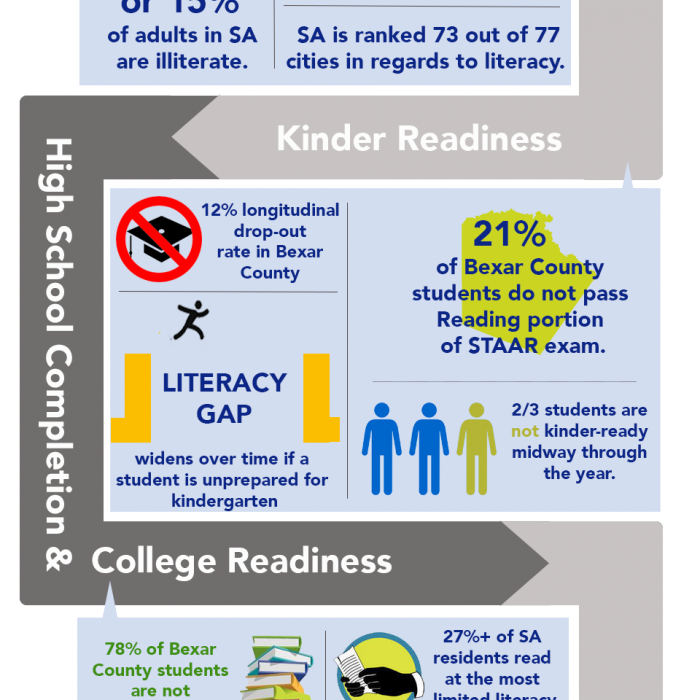 or 15%
of adults in SA
are illiterate.
SA is ranked 73 out of 77
cities in regards to literacy.
Kinder Readiness
12% longitudinal
drop-out
rate in Bexar
County
LITERACY
GAP
widens over time if a
student is unprepared for
kindergarten
21%
of Bexar County
students do not pass
Reading portion
of STAAR exam.
2/3 students are
not kinder-ready
midway through
the year.
High School Completion &
College Readiness
78% of Bexar
County students
are not
27%+ of SA
residents read
at the most
limited literacy